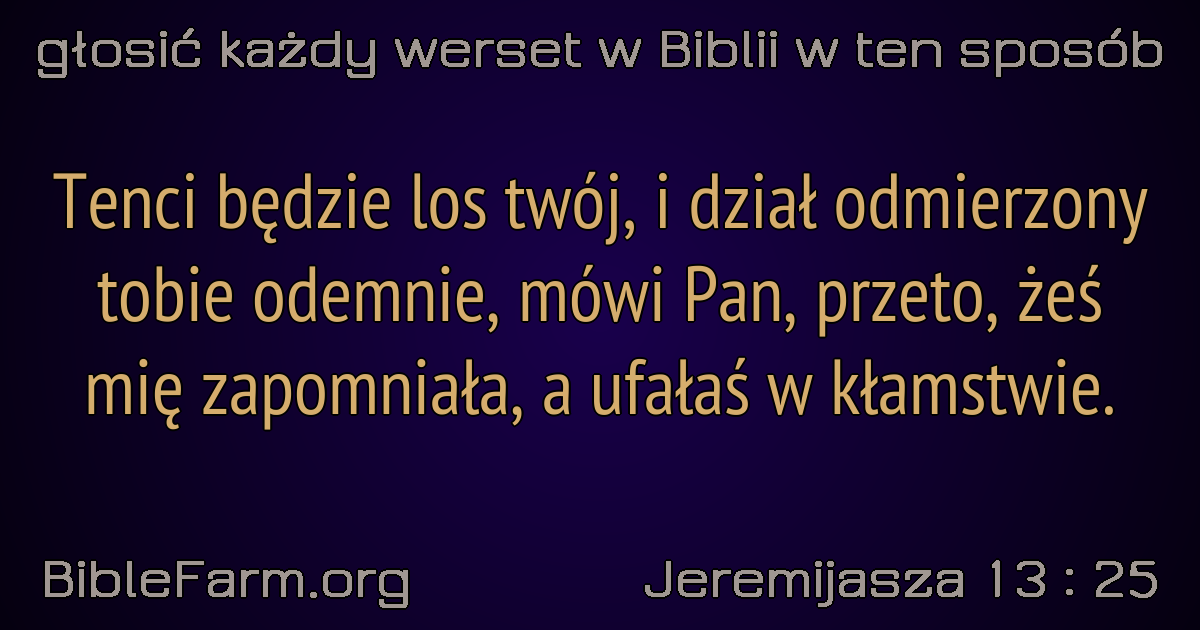 głosić każdy werset w Biblii w ten sposób
Tenci będzie los twój, i dział odmierzony
tobie odemnie, mówi Pan, przeto, żeś
mię zapomniała, a ufałaś w kłamstwie.
BibleFarm.org
Jeremijasza 13 : 25